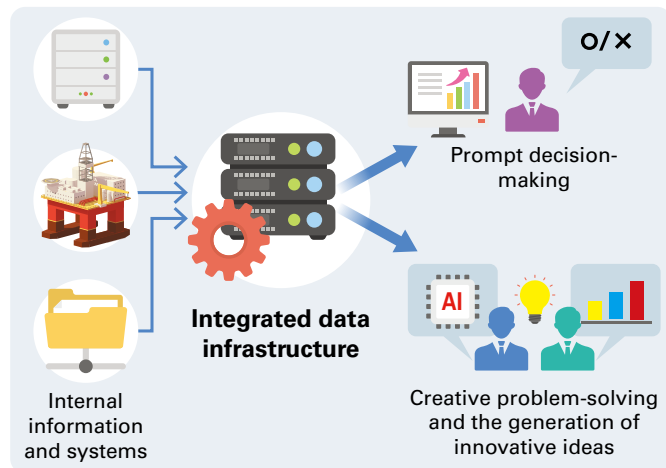 O/×
Prompt decision-
making
Integrated data
infrastructure
AI
Internal
information
and systems
Creative problem-solving
and the generation of
innovative ideas